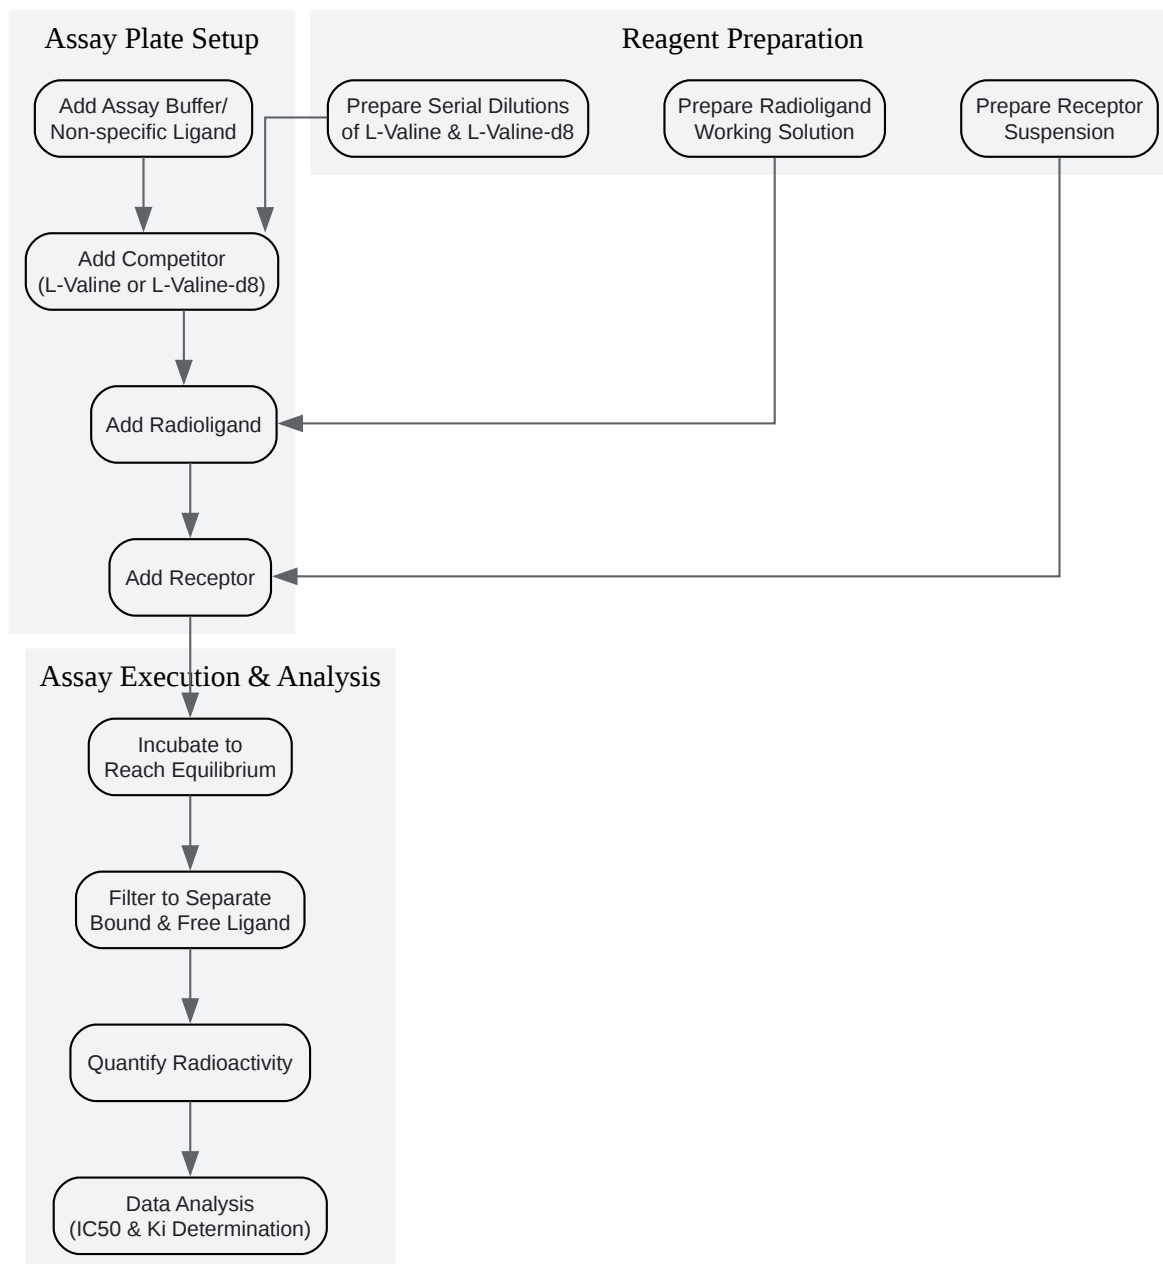 Assay Plate Setup
Reagent Preparation
Add Assay Buffer/
Non-specific Ligand
Prepare Serial Dilutions
of L-Valine & L-Valine-d8
Prepare Radioligand
Working Solution
Prepare Receptor
Suspension
Add Competitor
(L-Valine or L-Valine-d8)
Add Radioligand
Add Receptor
Assay Execution & Analysis
Incubate to
Reach Equilibrium
Filter to Separate
Bound & Free Ligand
Quantify Radioactivity
Data Analysis
(IC50 & Ki Determination)